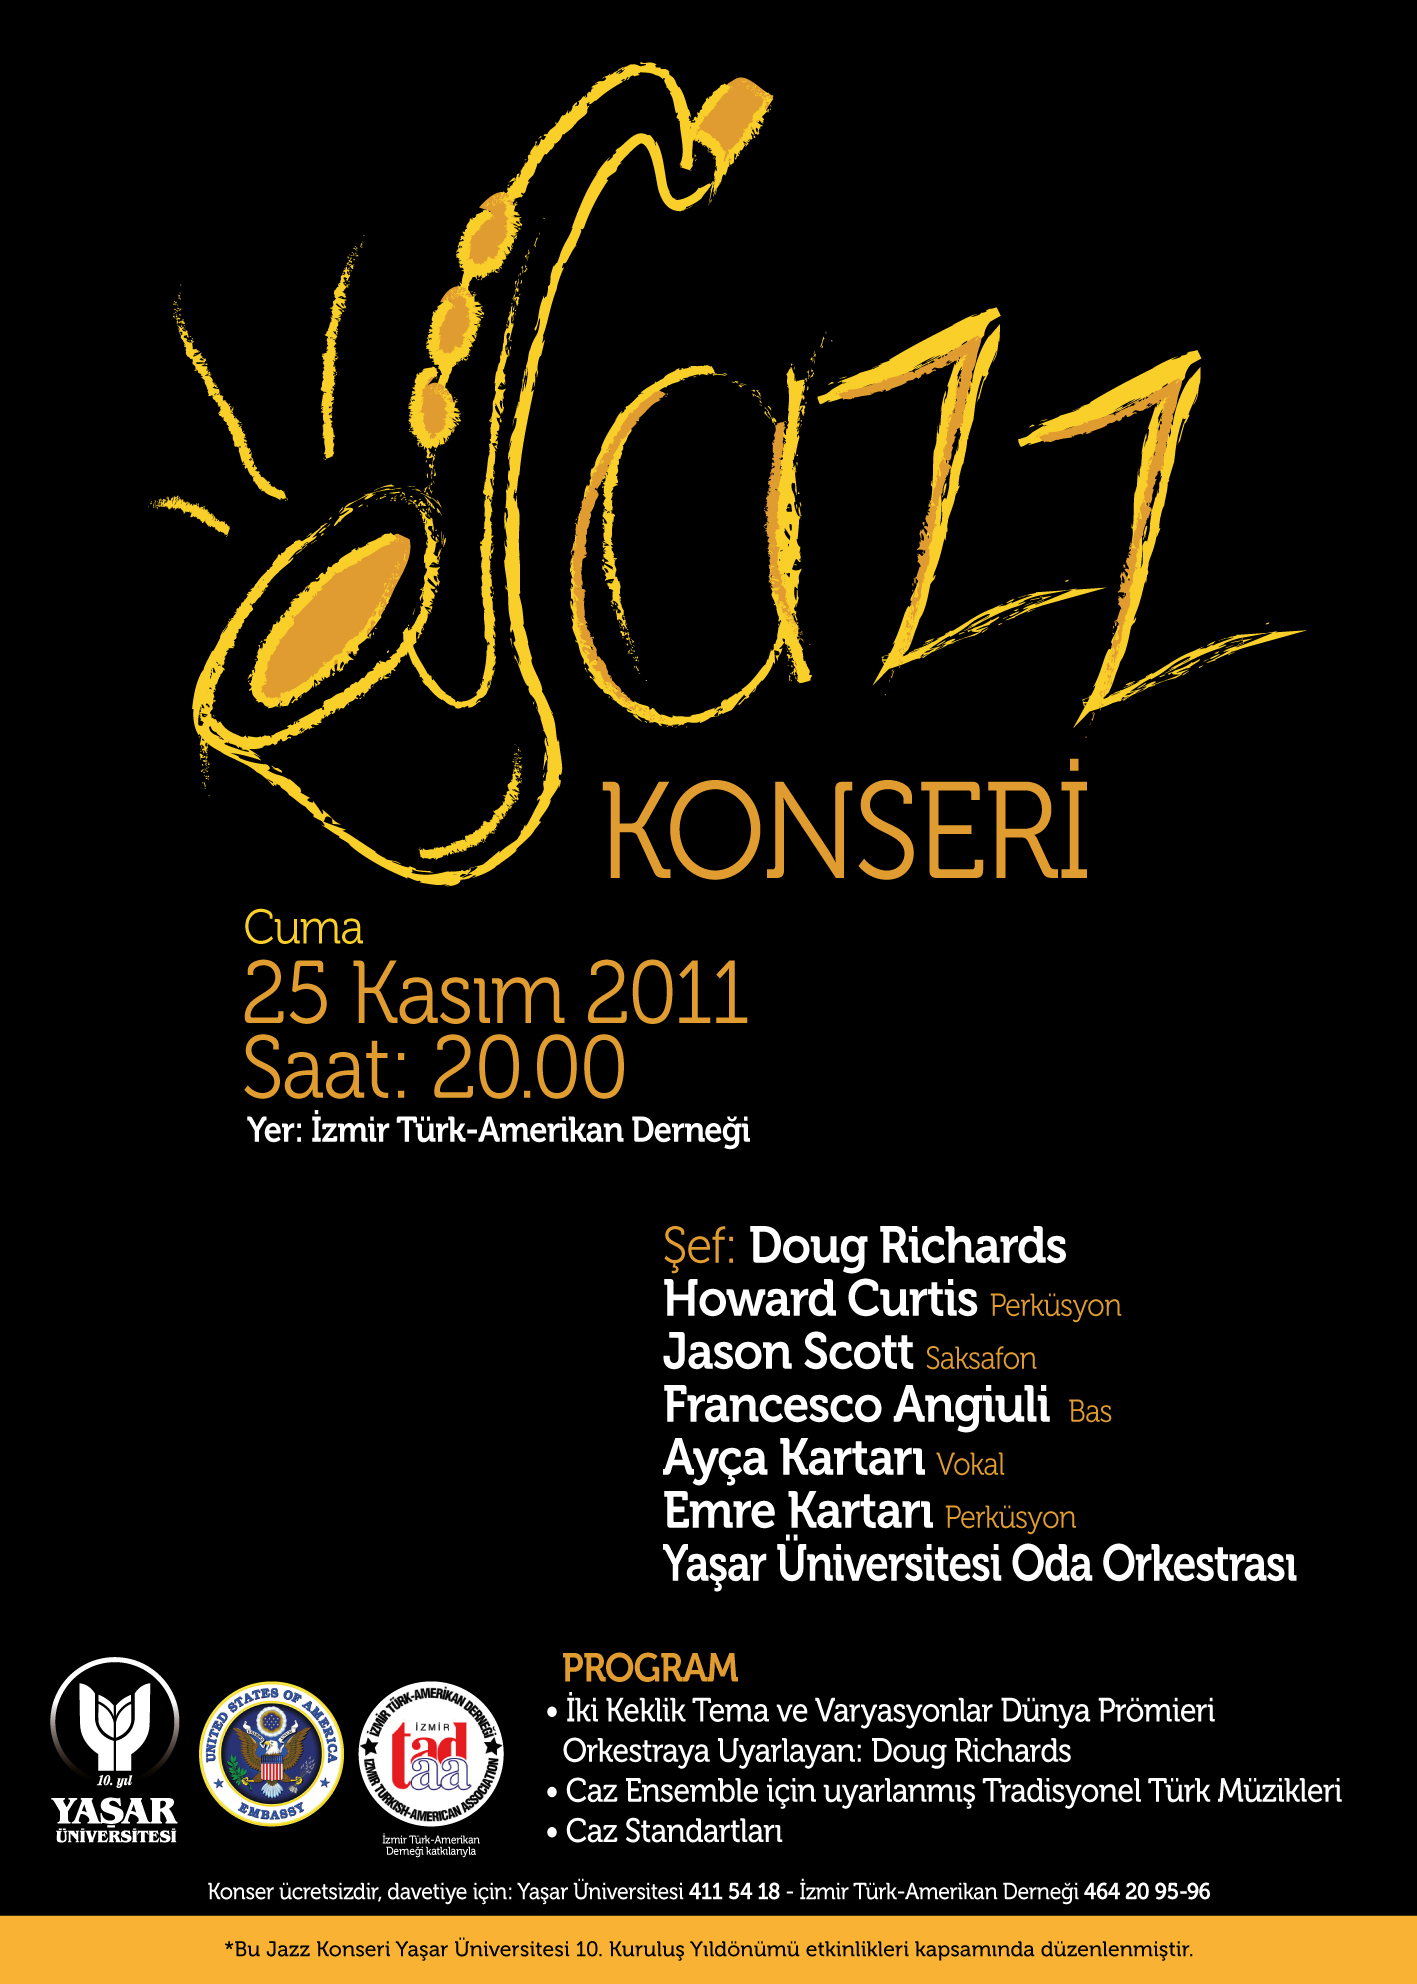 Jazz
KONSERİ
Cuma
25 Kasım 2011
Saat: 20.00
Yer: İzmir Türk-Amerikan Derneği
Şef: Doug Richards
Howard Curtis Perküsyon
Jason Scott Saksafon
Francesco Angiuli Bas
Ayça Kartarı Vokal
Emre Kartarı Perküsyon
Yaşar Üniversitesi Oda Orkestrası
PROGRAM
• İki Keklik Tema ve Varyasyonlar Dünya Prömieri
Orkestraya Uyarlayan: Doug Richards
• Caz Ensemble için uyarlanmış Tradisyonel Türk Müzikleri
• Caz Standartları
10. yıl
YAŞAR
ÜNİVERSİTESİ
UNITED STATES OF AMERICA
EMBASSY
İZMİR TÜRK-AMERİKAN DERNEĞİ
İZMİR
tad
taa
IZMIR TURKISH-AMERICAN ASSOCIATION
İzmir Türk-Amerikan
Derneği katkılarıyla
Konser ücretsizdir, davetiye için: Yaşar Üniversitesi 411 54 18 - İzmir Türk-Amerikan Derneği 464 20 95-96
*Bu Jazz Konseri Yaşar Üniversitesi 10. Kuruluş Yıldönümü etkinlikleri kapsamında düzenlenmiştir.